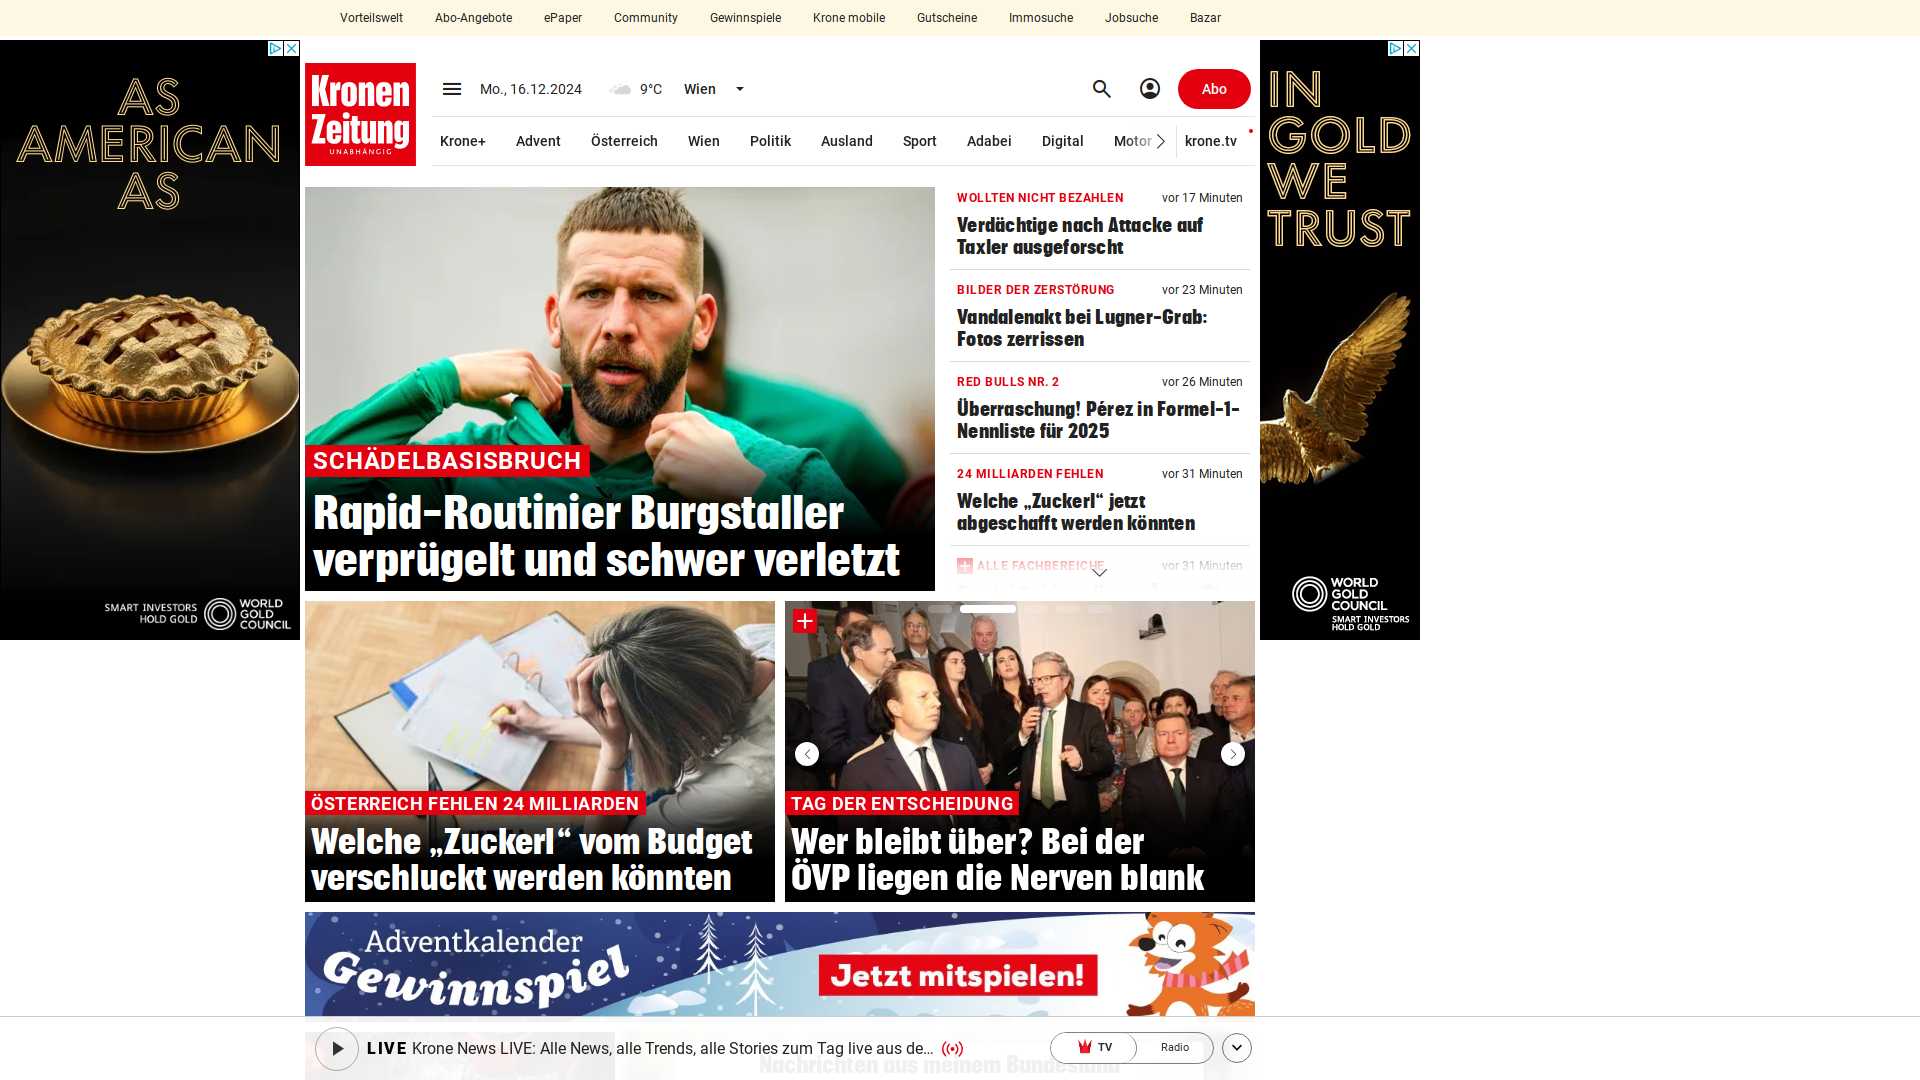 Vorteilswelt
Abo-Angebote
ePaper
Community
Gewinnspiele
Krone mobile
Gutscheine
Immosuche
Jobsuche
Bazar
AS
AMERICAN
AS
SMART INVESTORS
HOLD GOLD
WORLD
GOLD
COUNCIL
Kronen
Zeitung
UNABHÄNGIG
Mo., 16.12.2024
9°C
Wien
Abo
Krone+
Advent
Österreich
Wien
Politik
Ausland
Sport
Adabei
Digital
Motor
krone.tv
SCHÄDELBASISBRUCH
Rapid-Routinier Burgstaller
verprügelt und schwer verletzt
WOLLTEN NICHT BEZAHLEN
vor 17 Minuten
Verdächtige nach Attacke auf
Taxler ausgeforscht
BILDER DER ZERSTÖRUNG
vor 23 Minuten
Vandalenakt bei Lugner-Grab:
Fotos zerrissen
RED BULLS NR. 2
vor 26 Minuten
Überraschung! Pérez in Formel-1-
Nennliste für 2025
24 MILLIARDEN FEHLEN
vor 31 Minuten
Welche „Zuckerl“ jetzt
abgeschafft werden könnten
ALLE FACHBEREICHE
vor 31 Minuten
IN
GOLD
WE
TRUST
WORLD
GOLD
COUNCIL
SMART INVESTORS
HOLD GOLD
ÖSTERREICH FEHLEN 24 MILLIARDEN
Welche „Zuckerl“ vom Budget
verschluckt werden könnten
TAG DER ENTSCHEIDUNG
Wer bleibt über? Bei der
ÖVP liegen die Nerven blank
Adventkalender
Gewinnspiel
Jetzt mitspielen!
LIVE Krone News LIVE: Alle News, alle Trends, alle Stories zum Tag live aus de...
TV
Radio
Nachrichten aus meinem Bundesland